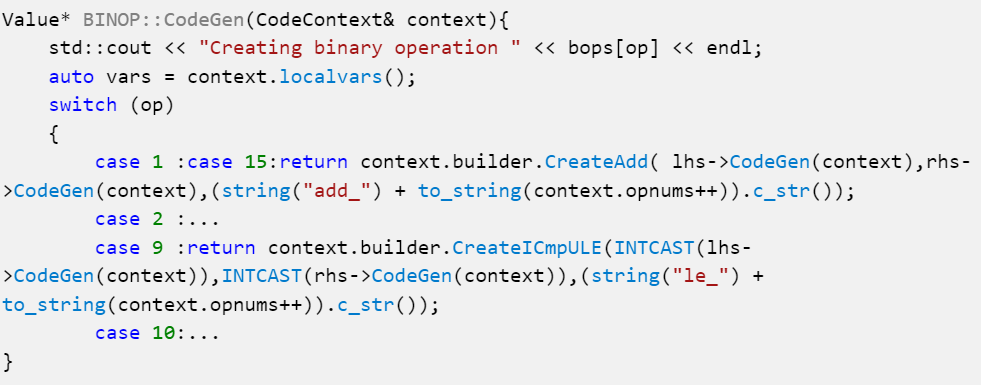 Value* BINOP::CodeGen(CodeContext& context){
    std::cout << "Creating binary operation " << bops[op] << endl;
    auto vars = context.localvars();
    switch (op)
    {
        case 1 :case 15:return context.builder.CreateAdd( lhs->CodeGen(context),rhs-
>CodeGen(context),(string("add_") + to_string(context.opnums++)).c_str());
        case 2 :...
        case 9 :return context.builder.CreateICmpULE(INTCAST(lhs-
>CodeGen(context)),INTCAST(rhs->CodeGen(context)),(string("le_") +
to_string(context.opnums++)).c_str());
        case 10:...
}